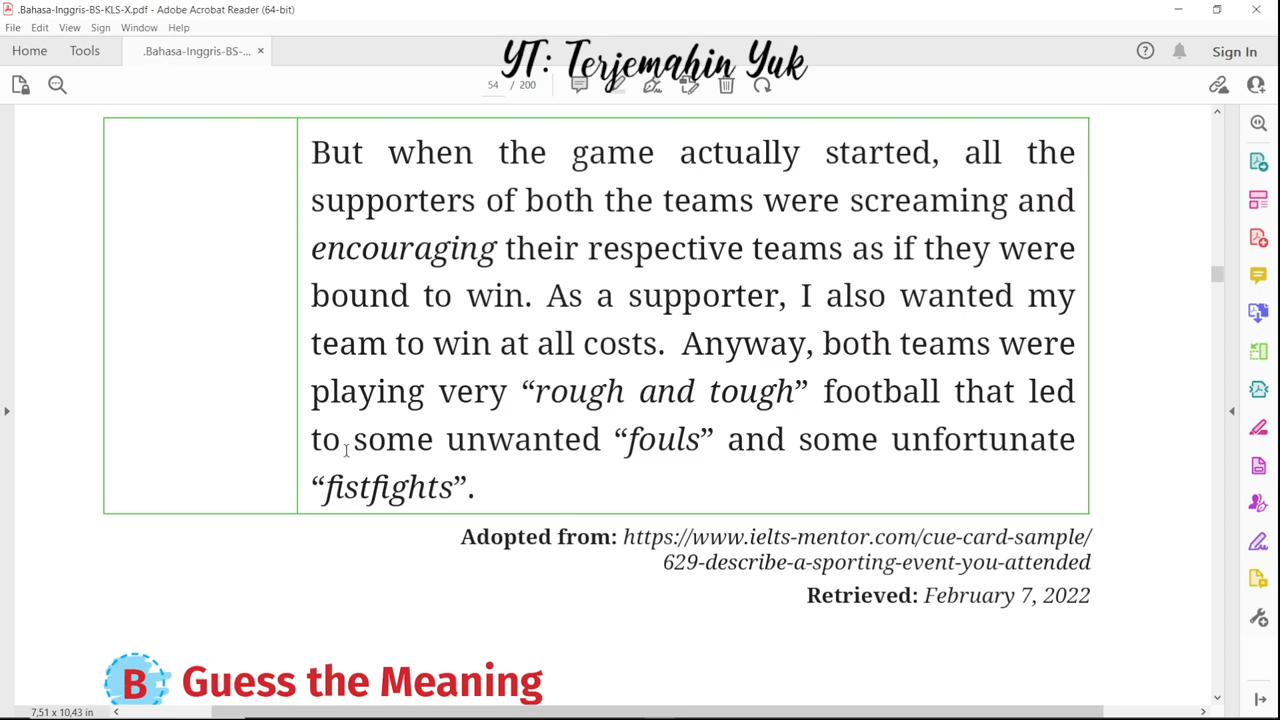 .Bahasa-Inggris-BS-KLS-X.pdf - Adobe Acrobat Reader (64-bit)
File Edit View Sign Window Help
Home Tools .Bahasa-Inggris-BS-... × Sign In
YT: Terjemahin Yuk
54 / 200
But when the game actually started, all the
supporters of both the teams were screaming and
encouraging their respective teams as if they were
bound to win. As a supporter, I also wanted my
team to win at all costs. Anyway, both teams were
playing very “rough and tough” football that led
to some unwanted “fouls” and some unfortunate
“fistfights”.
Adopted from: https://www.ielts-mentor.com/cue-card-sample/
629-describe-a-sporting-event-you-attended
Retrieved: February 7, 2022
B Guess the Meaning
7,51 x 10,43 in